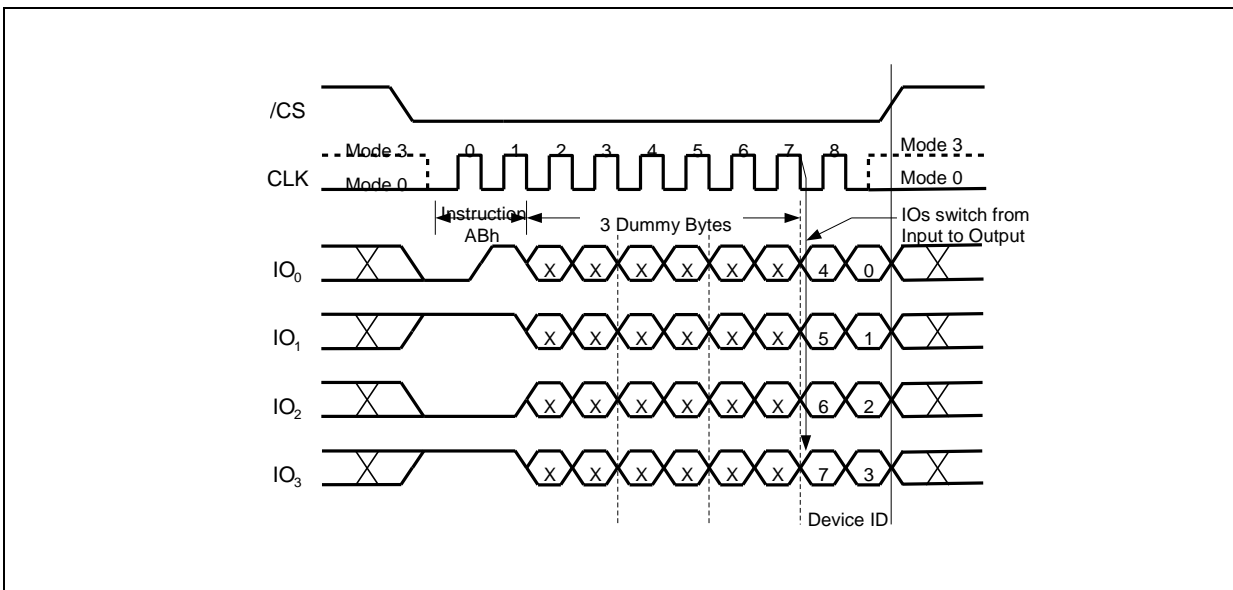 /CS
Mode 3 0 1 2 3 4 5 6 7 8 Mode 3
CLK
Mode 0 Mode 0
Instruction
ABh
3 Dummy Bytes
IOs switch from
Input to Output
IO0 X X X X X X 4 0
IO1 X X X X X X 5 1
IO2 X X X X X X 6 2
IO3 X X X X X X 7 3
Device ID